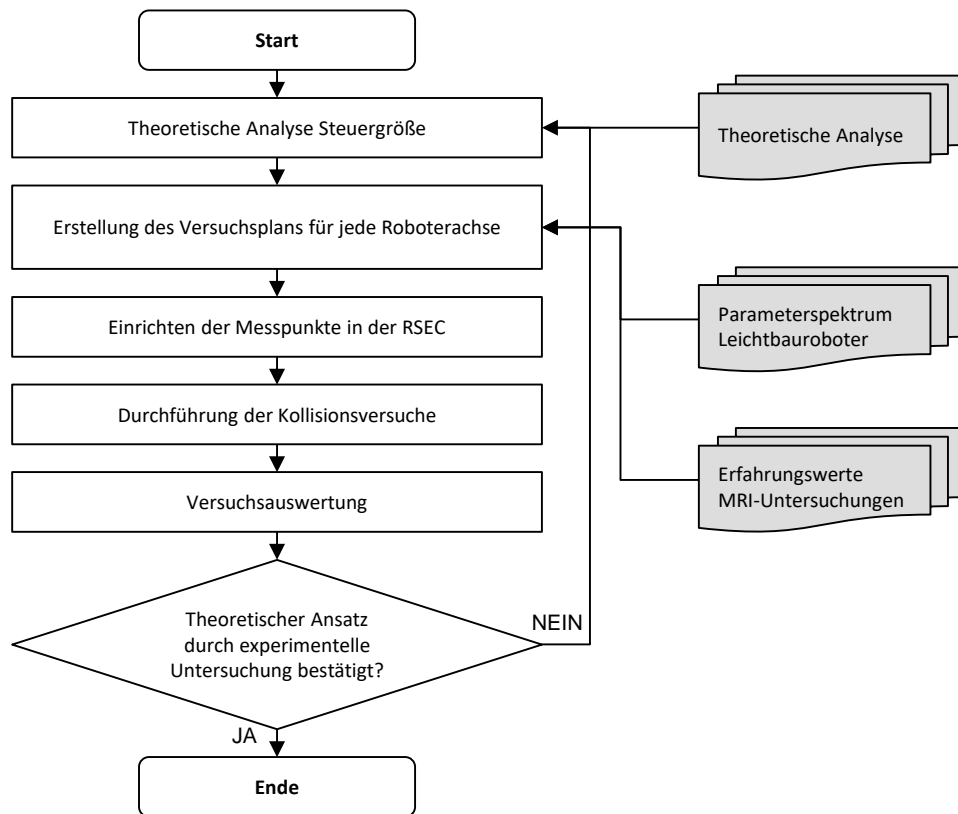 Start
Theoretische Analyse Steuergröße
Erstellung des Versuchsplans für jede Roboterachse
Einrichten der Messpunkte in der RSEC
Durchführung der Kollisionsversuche
Versuchsauswertung
Theoretischer Ansatz
durch experimentelle
Untersuchung bestätigt?
NEIN
JA
Ende
Theoretische Analyse
Parameterspektrum
Leichtbauroboter
Erfahrungswerte
MRI-Untersuchungen